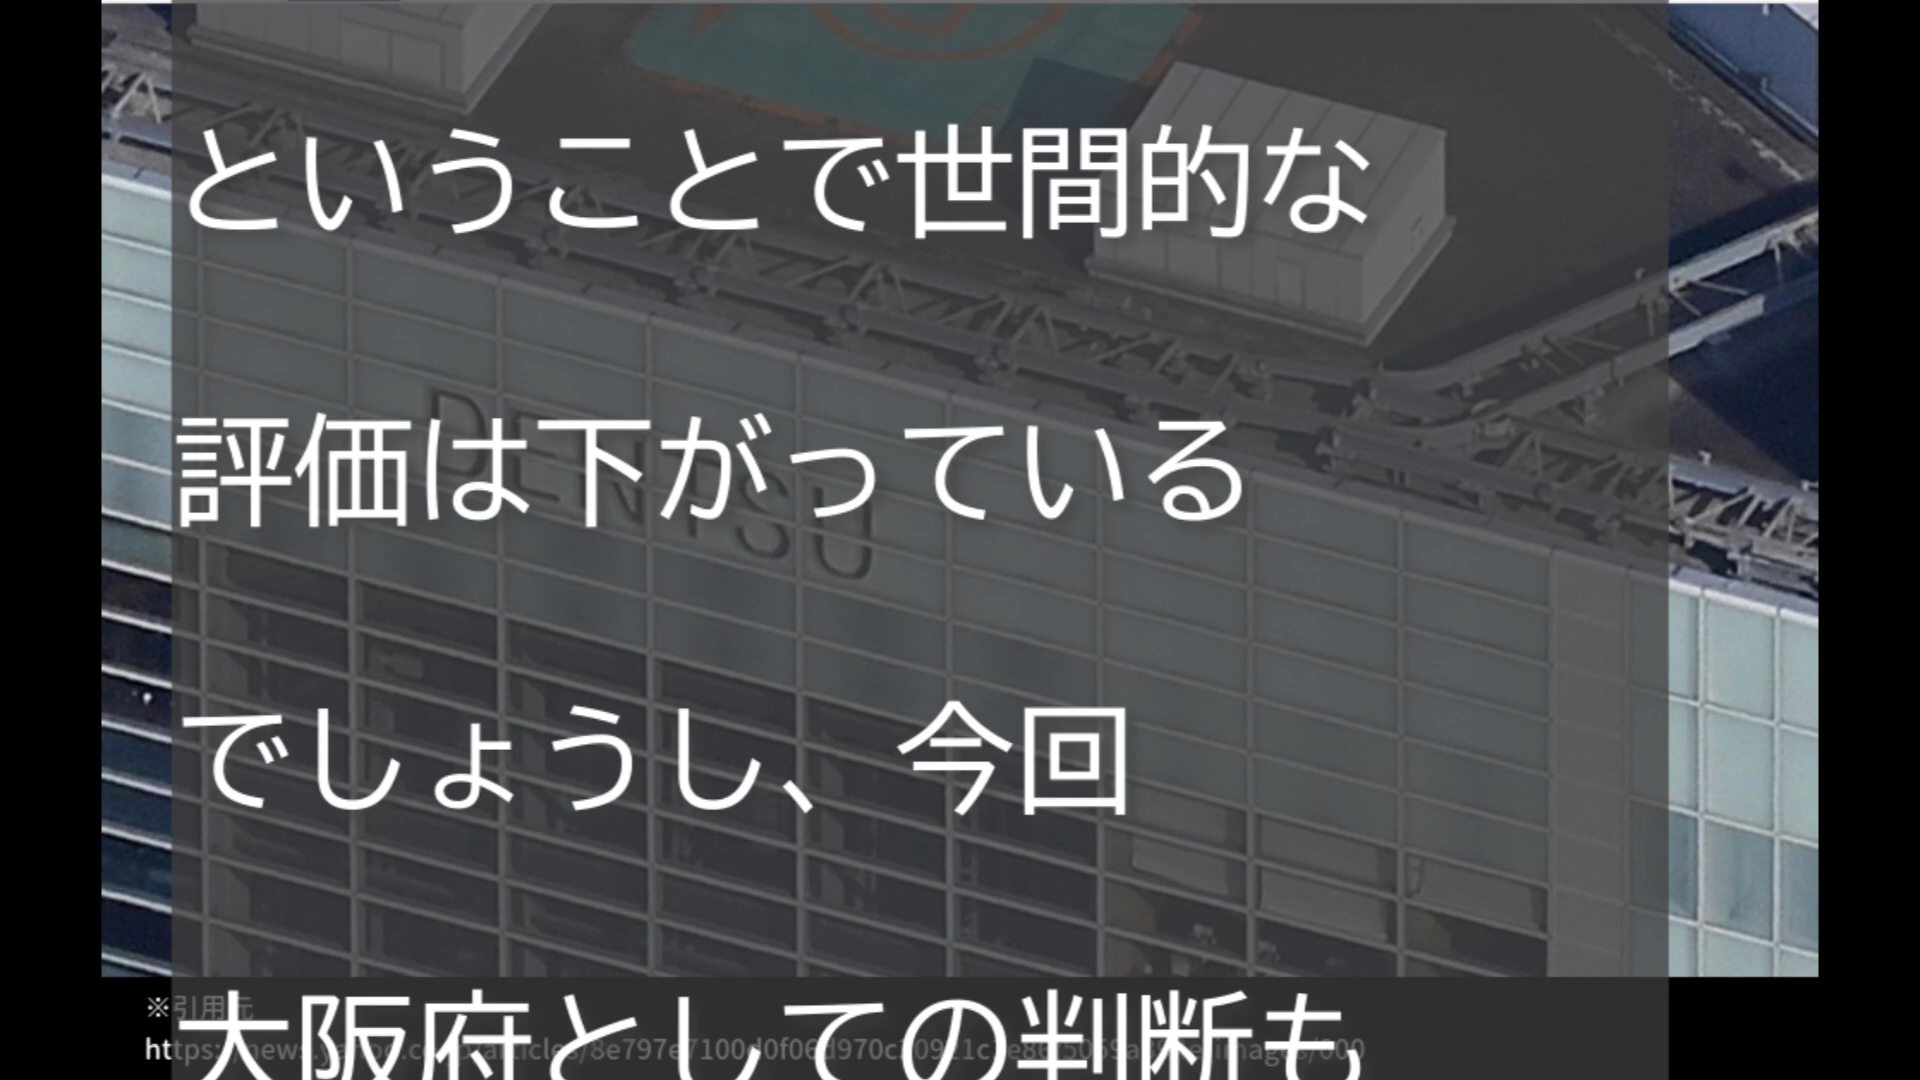 ということで世間的な
評価は下がっている
DENTSU
でしょうし、今回
大阪府としての判断も
※引用元